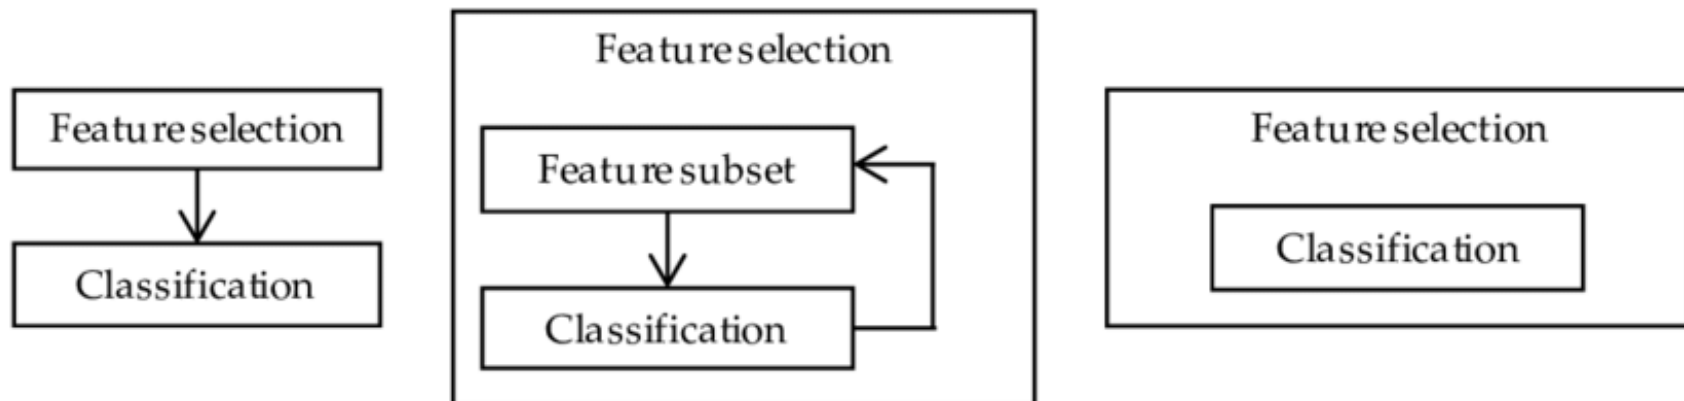 Feature selection
Classification
Feature selection
Feature subset
Classification
Feature selection
Classification